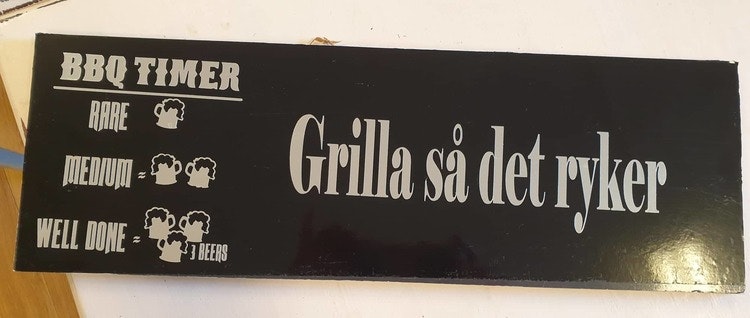 BBQ TIMER
RARE
MEDIUM =
WELL DONE = 3 BEERS
Grilla så det ryker